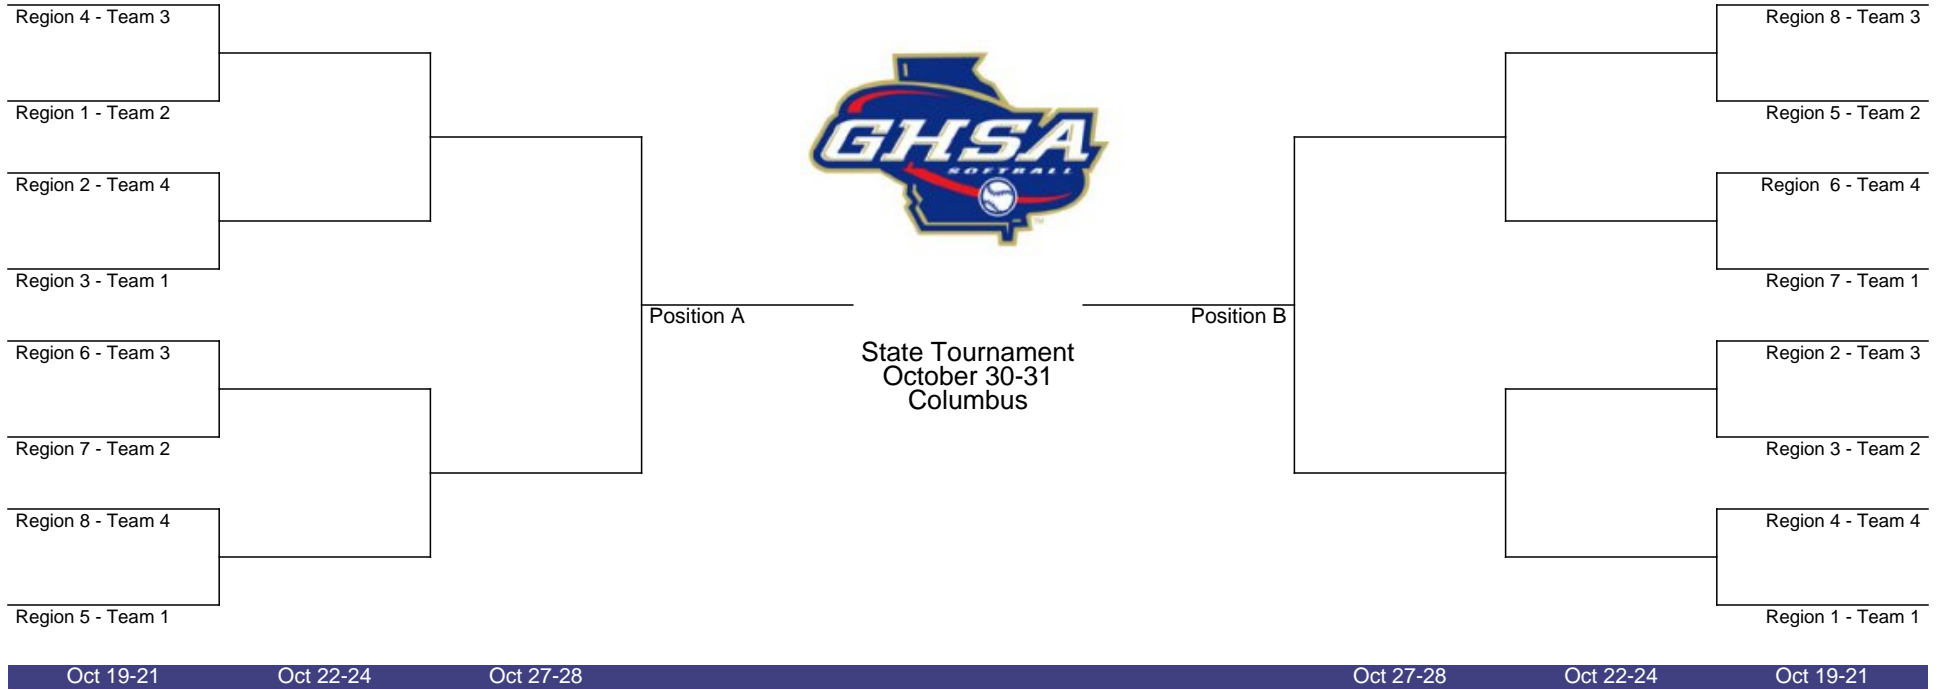 Region 4 - Team 3
Region 1 - Team 2
Region 2 - Team 4
Region 3 - Team 1
Region 6 - Team 3
Region 7 - Team 2
Region 8 - Team 4
Region 5 - Team 1
Position A
GHSA
SOFTBALL
TM
State Tournament
October 30-31
Columbus
Position B
Region 8 - Team 3
Region 5 - Team 2
Region  6 - Team 4
Region 7 - Team 1
Region 2 - Team 3
Region 3 - Team 2
Region 4 - Team 4
Region 1 - Team 1
Oct 19-21 Oct 22-24 Oct 27-28 Oct 27-28 Oct 22-24 Oct 19-21